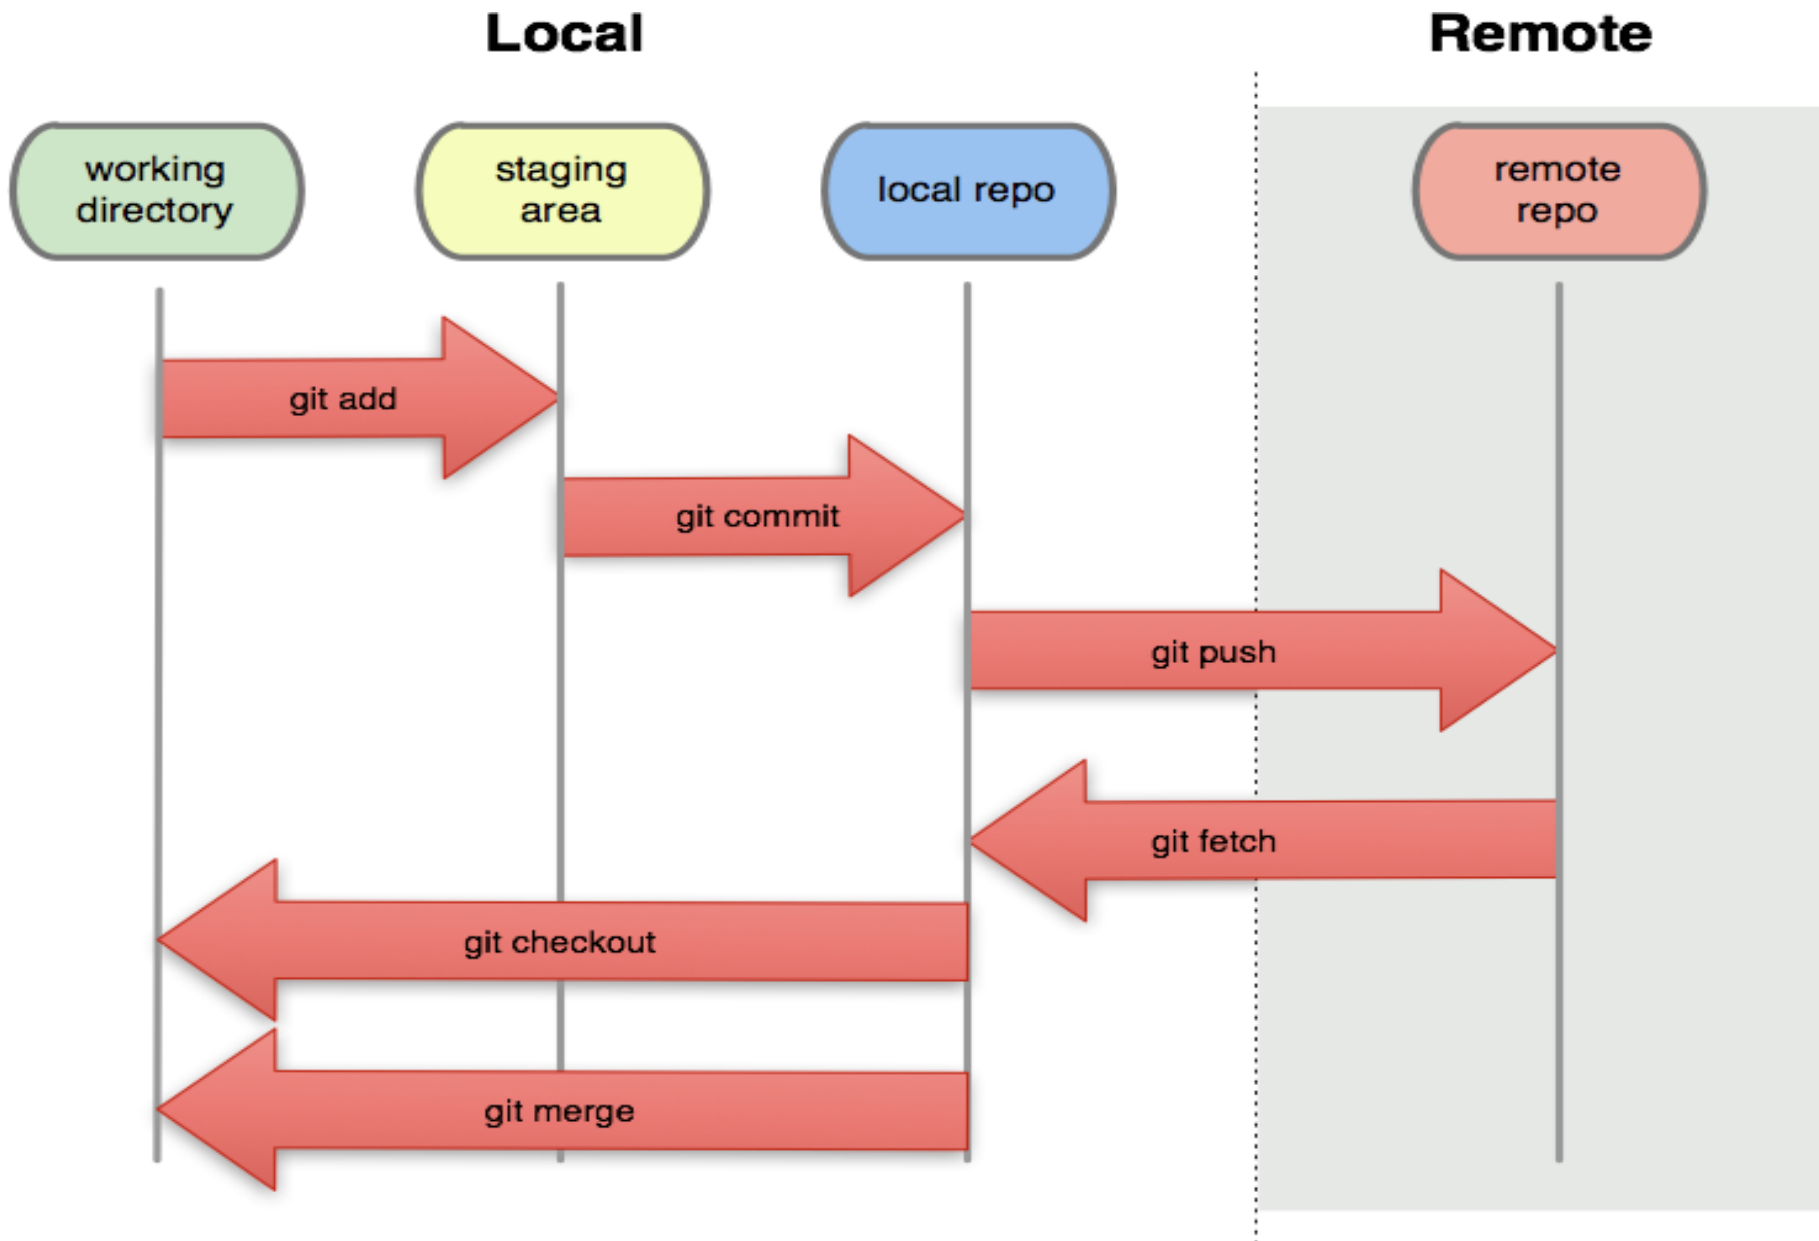 Local
Remote
working
directory
staging
area
local repo
remote
repo
git add
git commit
git push
git fetch
git checkout
git merge